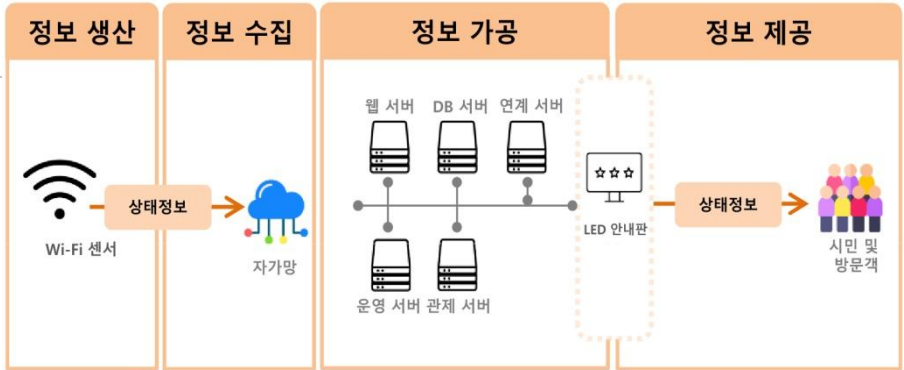 정보 생산
정보 수집
정보 가공
정보 제공
Wi-Fi 센서
상태정보
자가망
웹 서버
DB 서버
연계 서버
운영 서버
관제 서버
LED 안내판
상태정보
시민 및
방문객